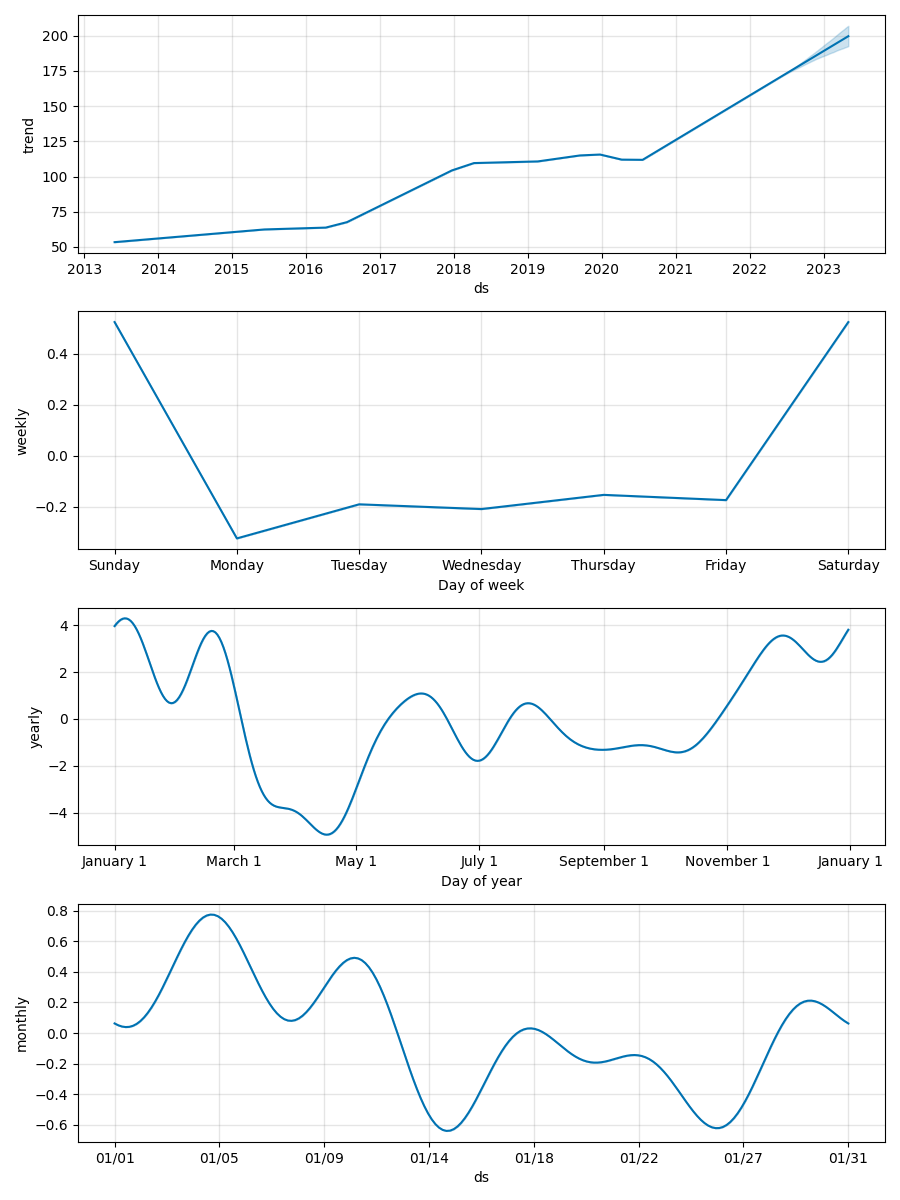 200
175
150
125
100
75
50
trend
2013 2014 2015 2016 2017 2018 2019 2020 2021 2022 2023
ds
0.4
0.2
0.0
−0.2
weekly
Sunday Monday Tuesday Wednesday Thursday Friday Saturday
Day of week
4
2
0
−2
−4
yearly
January 1 March 1 May 1 July 1 September 1 November 1 January 1
Day of year
0.8
0.6
0.4
0.2
0.0
−0.2
−0.4
−0.6
monthly
01/01 01/05 01/09 01/14 01/18 01/22 01/27 01/31
ds